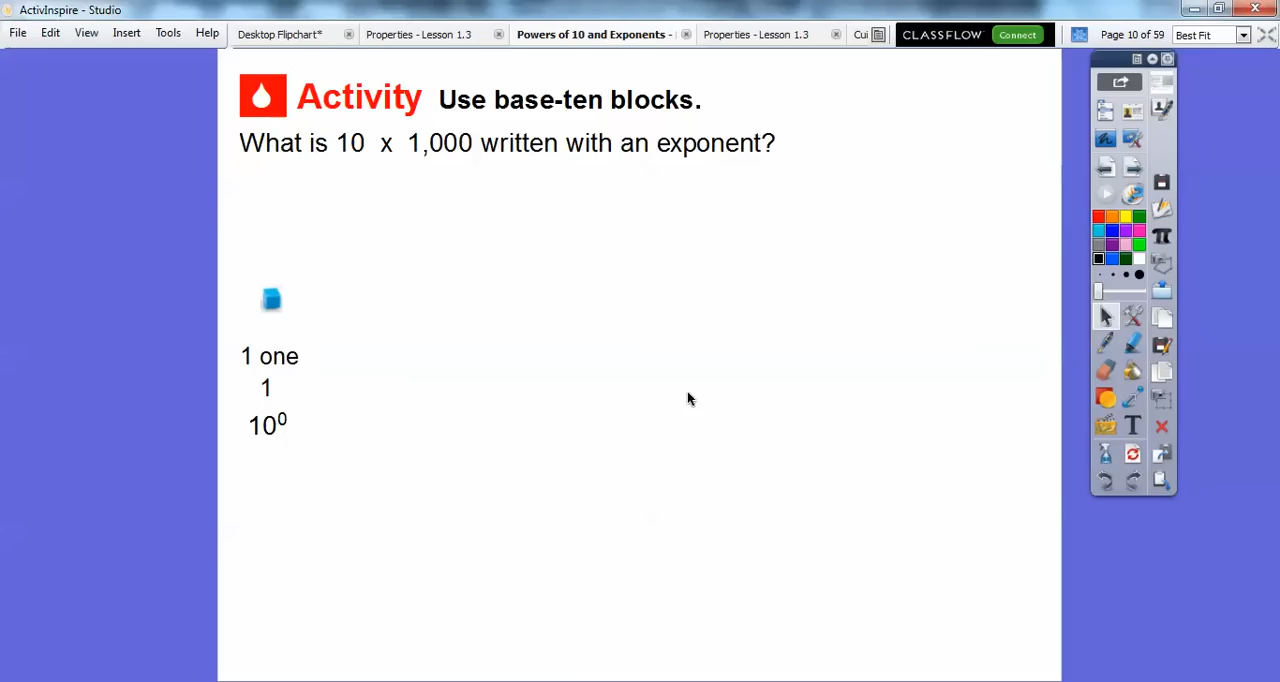 ActivInspire - Studio
File Edit View Insert Tools Help Desktop Flipchart* Properties - Lesson 1.3 Powers of 10 and Exponents - Properties - Lesson 1.3 Cui CLASSFLOW Connect Page 10 of 59 Best Fit
Activity Use base-ten blocks.
What is 10 x 1,000 written with an exponent?
1 one
1
10⁰